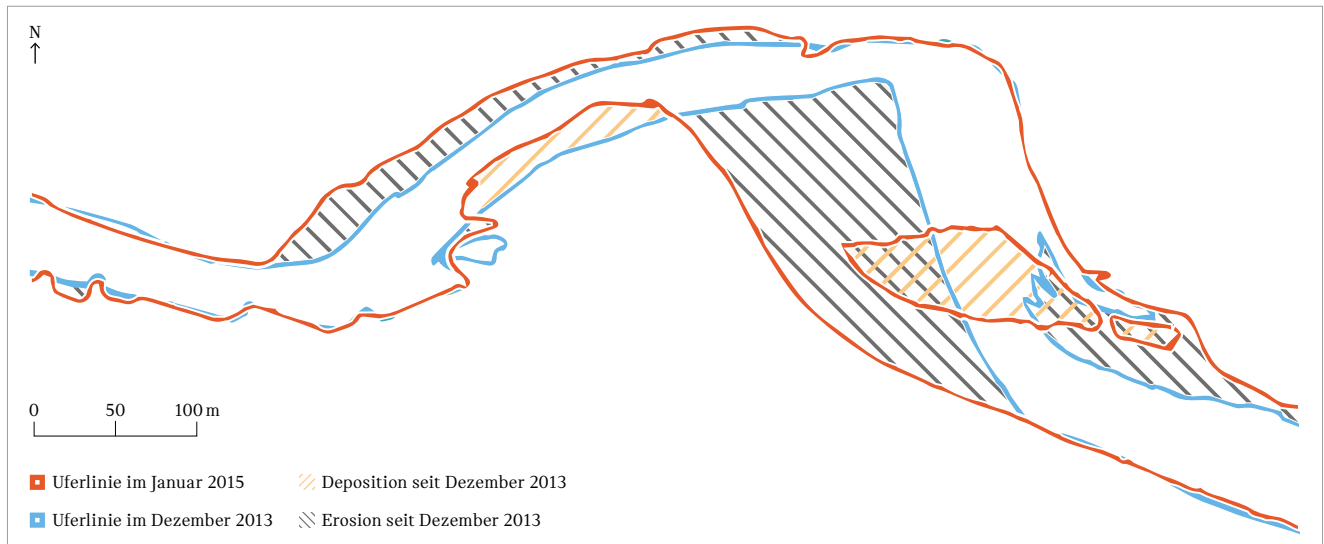 N
0 50 100 m
Uferlinie im Januar 2015
Deposition seit Dezember 2013
Uferlinie im Dezember 2013
Erosion seit Dezember 2013